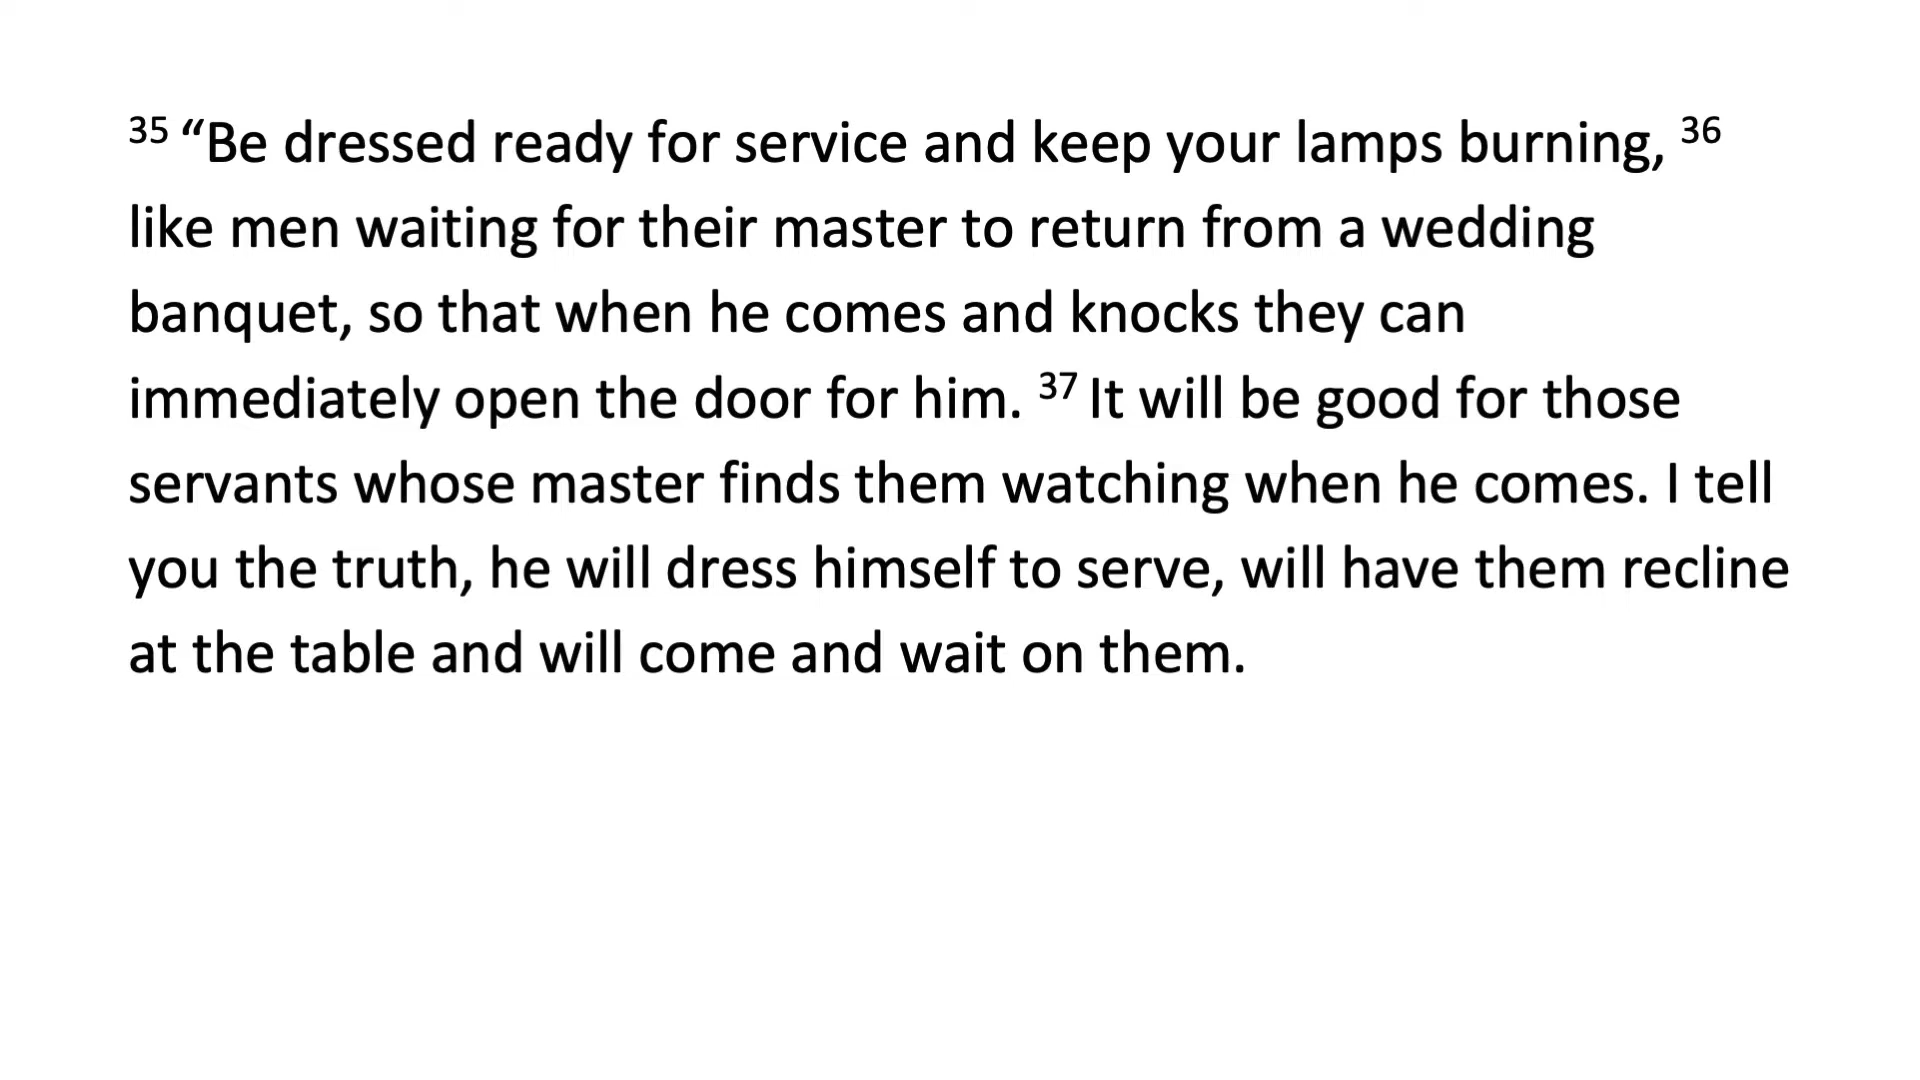 35 “Be dressed ready for service and keep your lamps burning, 36
like men waiting for their master to return from a wedding
banquet, so that when he comes and knocks they can
immediately open the door for him. 37 It will be good for those
servants whose master finds them watching when he comes. I tell
you the truth, he will dress himself to serve, will have them recline
at the table and will come and wait on them.